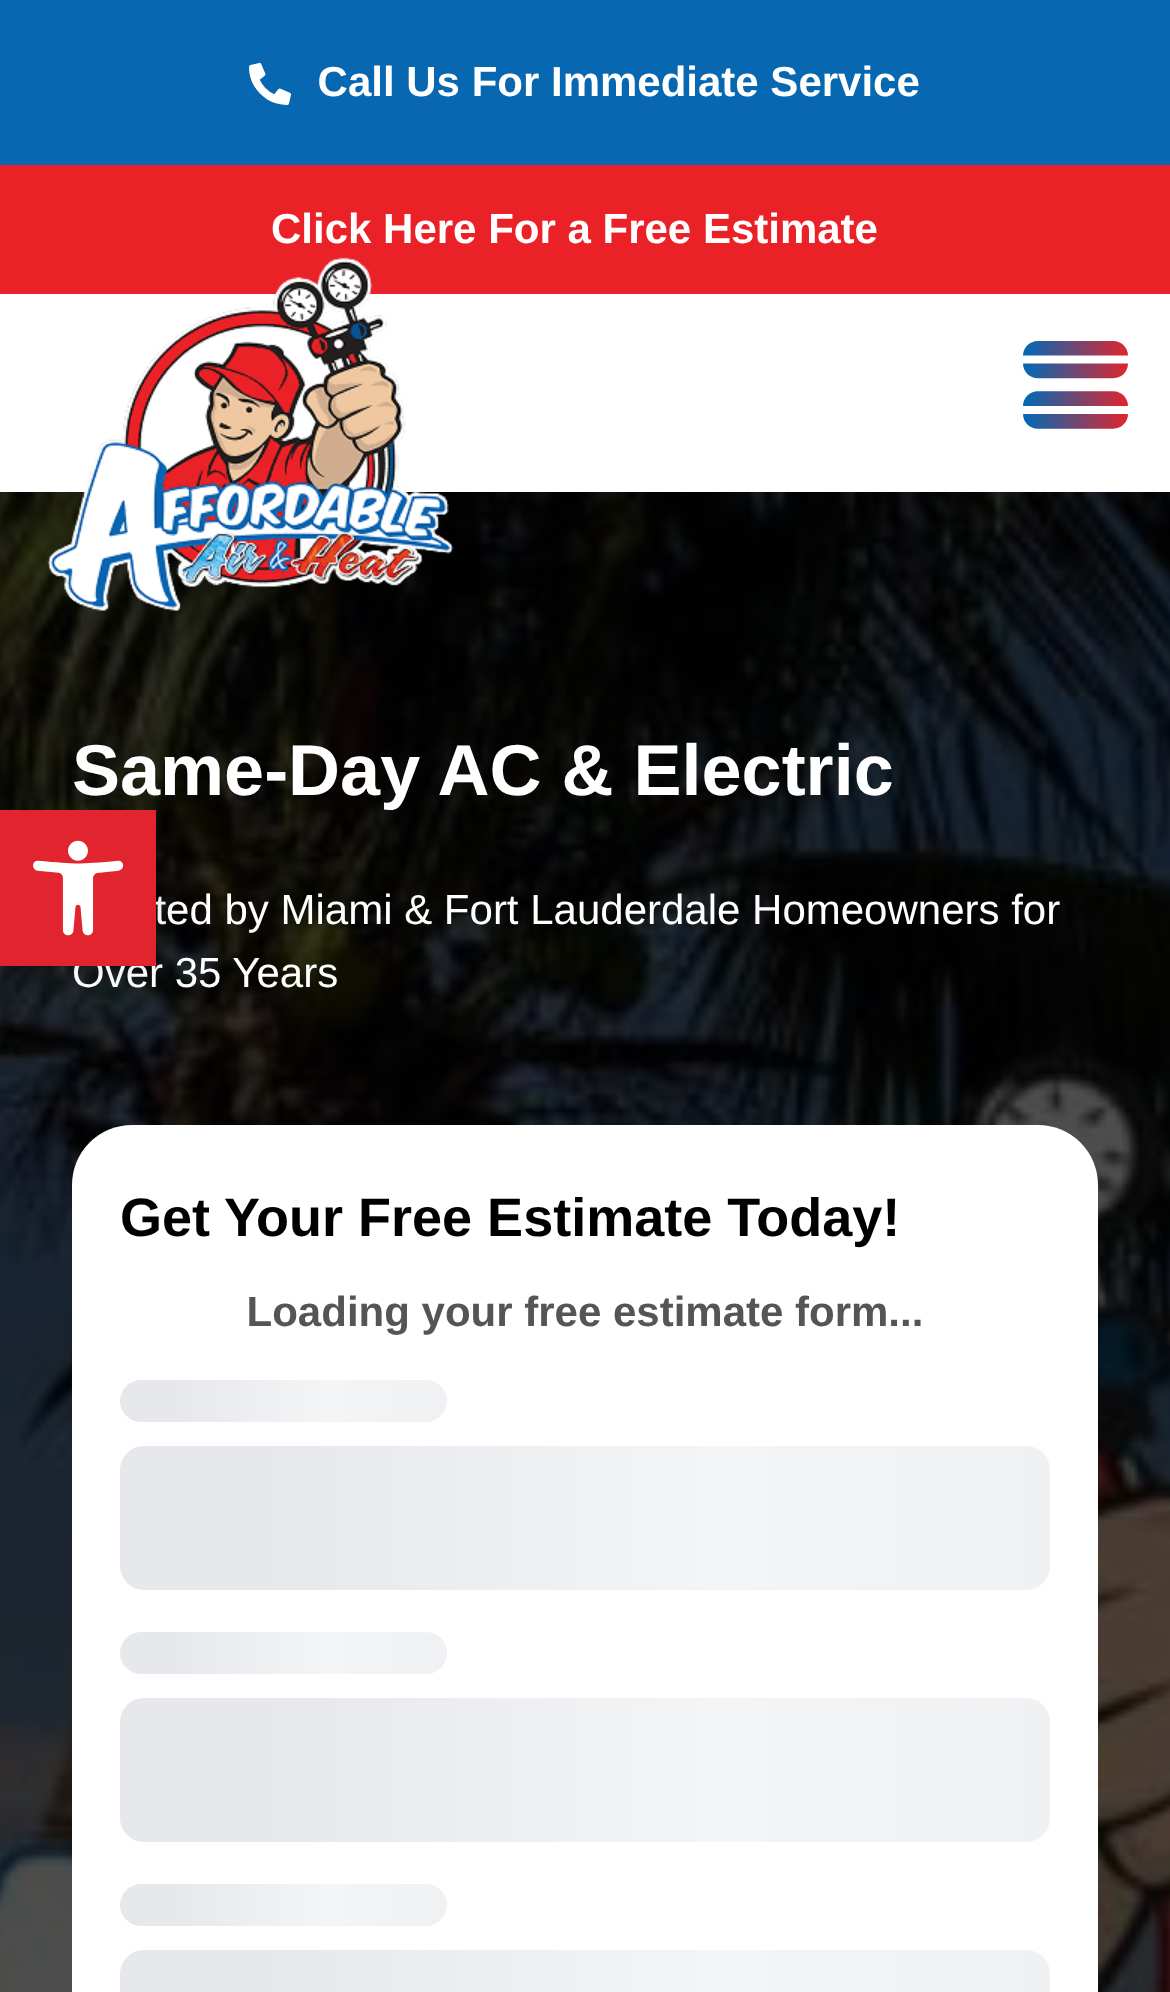 Call Us For Immediate Service
Click Here For a Free Estimate
AFFORDABLE
Air & Heat
Same-Day AC & Electric
ted by Miami & Fort Lauderdale Homeowners for
Over 35 Years
Get Your Free Estimate Today!
Loading your free estimate form...